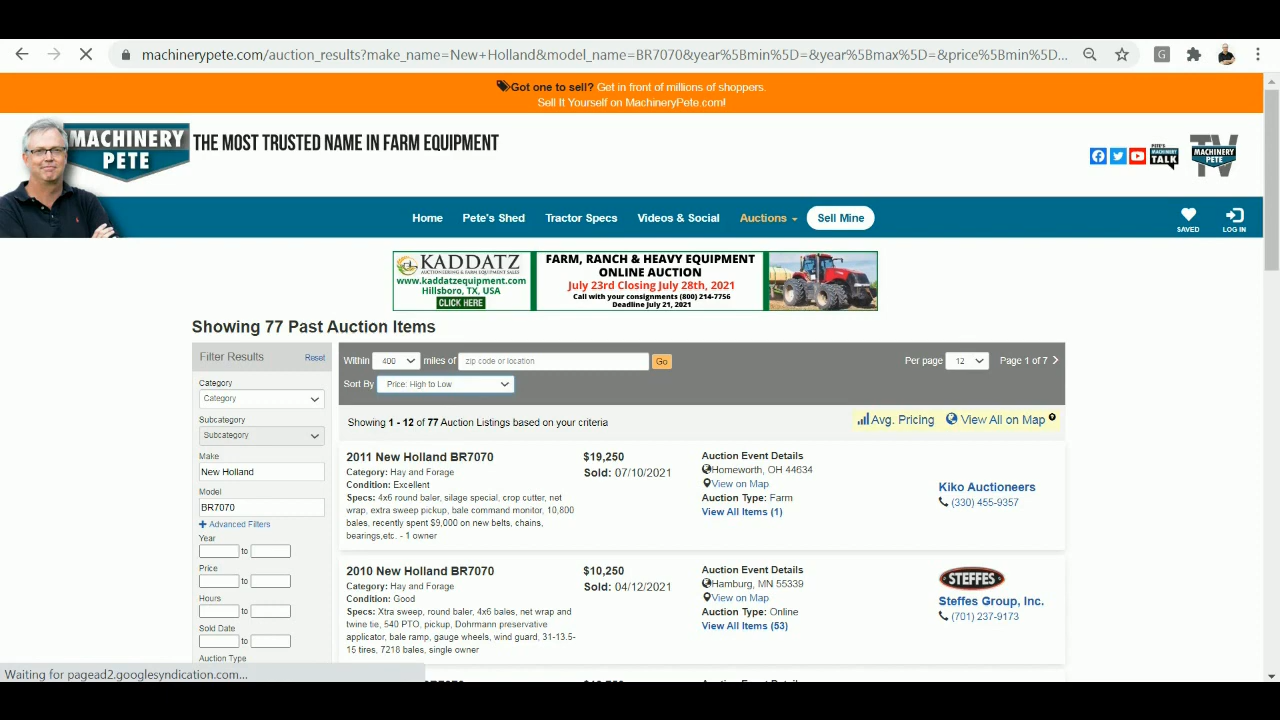 machinerypete.com/auction_results?make_name=New+Holland&model_name=BR7070&year%5Bmin%5D=&year%5Bmax%5D=&price%5Bmin%5D...
Got one to sell? Get in front of millions of shoppers.
Sell It Yourself on MachineryPete.com!
MACHINERY
PETE
THE MOST TRUSTED NAME IN FARM EQUIPMENT
PETE'S
MACHINERY
TALK
TV
MACHINERY
PETE
Home Pete's Shed Tractor Specs Videos & Social Auctions Sell Mine
SAVED LOG IN
KADDATZ
AUCTIONEERING & FARM EQUIPMENT SALES
www.kaddatzequipment.com
Hillsboro, TX, USA
CLICK HERE
FARM, RANCH & HEAVY EQUIPMENT
ONLINE AUCTION
July 23rd Closing July 28th, 2021
Call with your consignments (800) 214-7756
Deadline July 21, 2021
Showing 77 Past Auction Items
Filter Results Reset
Category
Category
Subcategory
Subcategory
Make
New Holland
Model
BR7070
+ Advanced Filters
Year
to
Price
to
Hours
to
Sold Date
to
Auction Type
Within 400 miles of zip code or location Go Per page 12 Page 1 of 7
Sort By Price: High to Low
Showing 1 - 12 of 77 Auction Listings based on your criteria Avg. Pricing View All on Map
2011 New Holland BR7070
Category: Hay and Forage
Condition: Excellent
Specs: 4x6 round baler, silage special, crop cutter, net
wrap, extra sweep pickup, bale command monitor, 10,800
bales, recently spent $9,000 on new belts, chains,
bearings,etc. - 1 owner
$19,250
Sold: 07/10/2021
Auction Event Details
Homeworth, OH 44634
View on Map
Auction Type: Farm
View All Items (1)
Kiko Auctioneers
(330) 455-9357
2010 New Holland BR7070
Category: Hay and Forage
Condition: Good
Specs: Xtra sweep, round baler, 4x6 bales, net wrap and
twine tie, 540 PTO, pickup, Dohrmann preservative
applicator, bale ramp, gauge wheels, wind guard, 31-13.5-
15 tires, 7218 bales, single owner
$10,250
Sold: 04/12/2021
Auction Event Details
Hamburg, MN 55339
View on Map
Auction Type: Online
View All Items (53)
STEFFES
Steffes Group, Inc.
(701) 237-9173
Waiting for pagead2.googlesyndication.com...